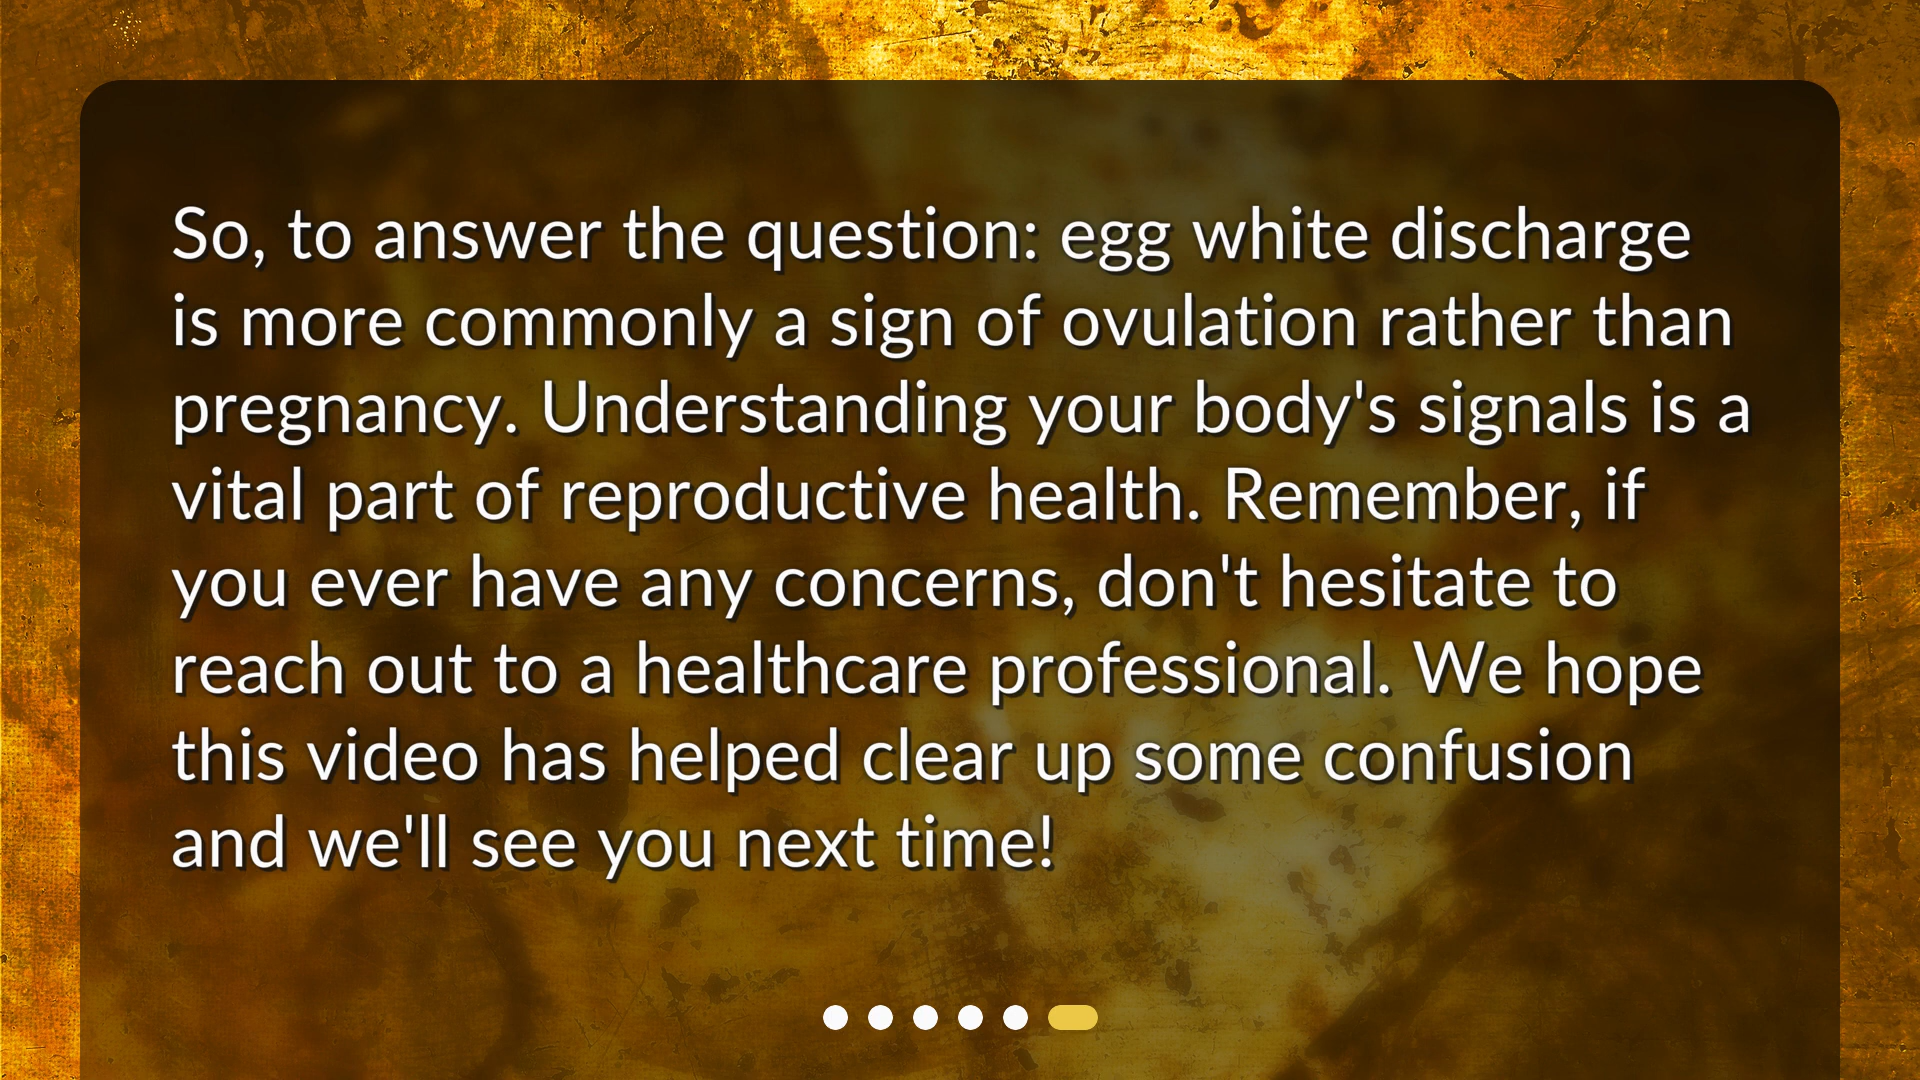 So, to answer the question: egg white discharge
is more commonly a sign of ovulation rather than
pregnancy. Understanding your body's signals is a
vital part of reproductive health. Remember, if
you ever have any concerns, don't hesitate to
reach out to a healthcare professional. We hope
this video has helped clear up some confusion
and we'll see you next time!